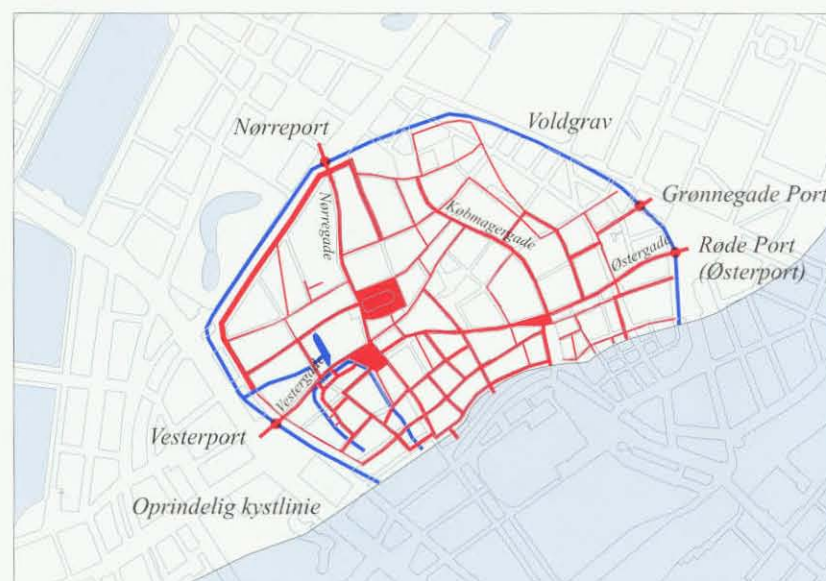 Nørreport
Voldgrav
Grønnegade Port
Nørregade
Købmagergade
Østergade
Røde Port
(Østerport)
Vestergade
Vesterport
Oprindelig kystlinie